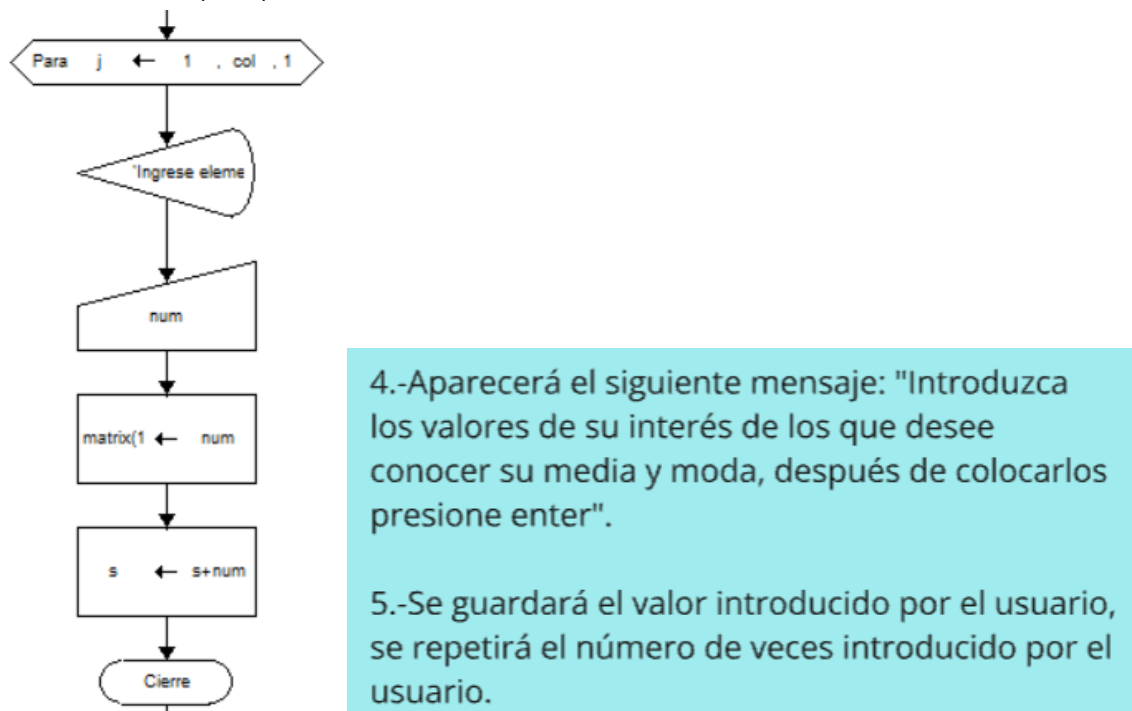 Para j ← 1 , col , 1
'Ingrese eleme
num
matrix(1 ← num
s ← s+num
Cierre
4.-Aparecerá el siguiente mensaje: "Introduzca
los valores de su interés de los que desee
conocer su media y moda, después de colocarlos
presione enter".
5.-Se guardará el valor introducido por el usuario,
se repetirá el número de veces introducido por el
usuario.